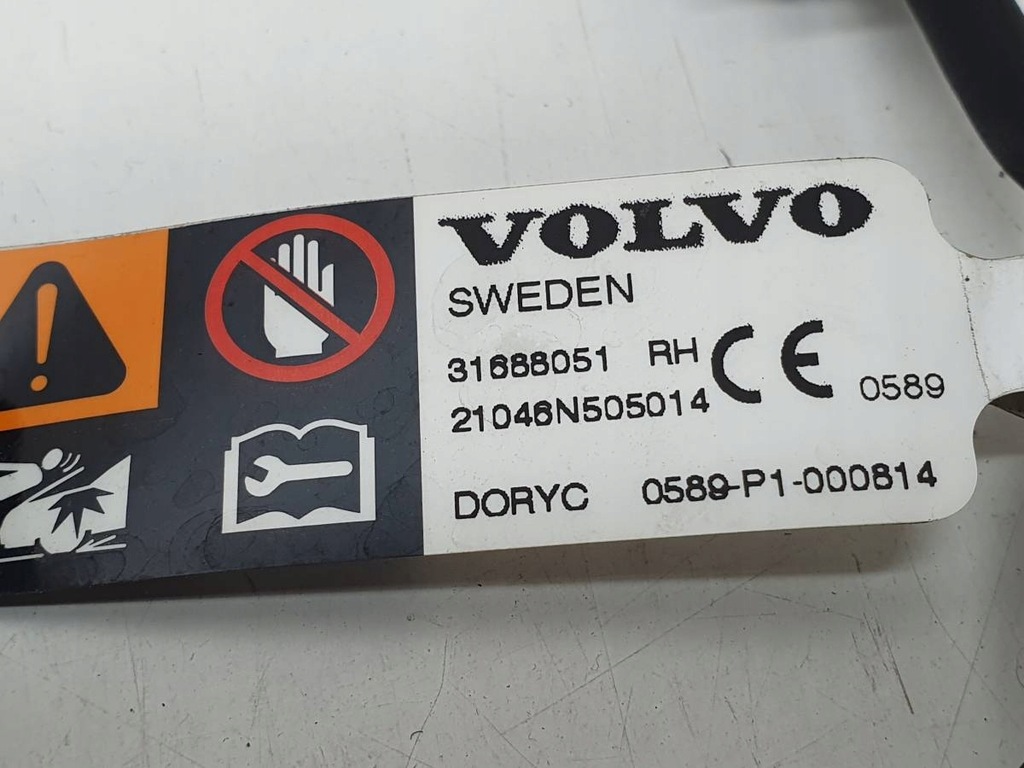 VOLVO
SWEDEN
31688051 RH CE 0589
21046N505014
DORYC 0589-P1-000814